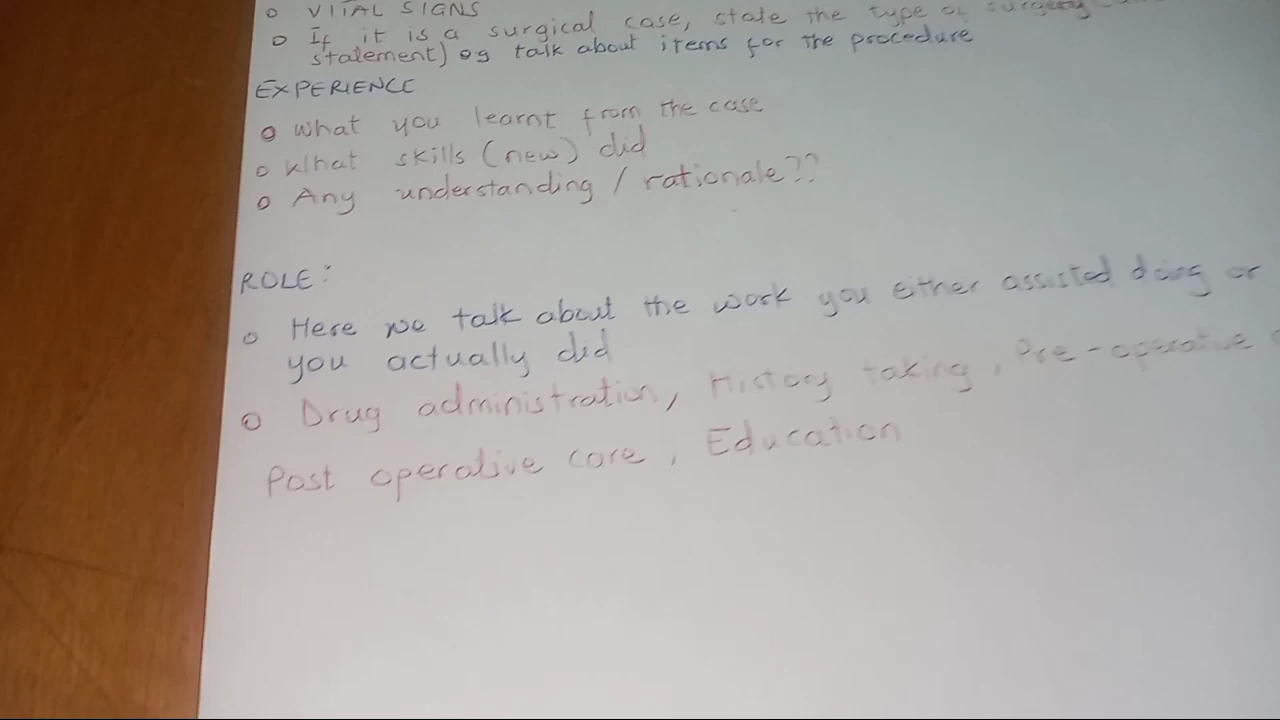 o VITAL SIGNS
o If it is a surgical case, state the type of surgery
statement) eg talk about items for the procedure
EXPERIENCE
o What you learnt from the case
o What skills (new) did
o Any understanding / rationale??
ROLE:
o Here we talk about the work you either assisted doing or
you actually did
o Drug administration, History taking, Pre-operative
Post operative care, Education